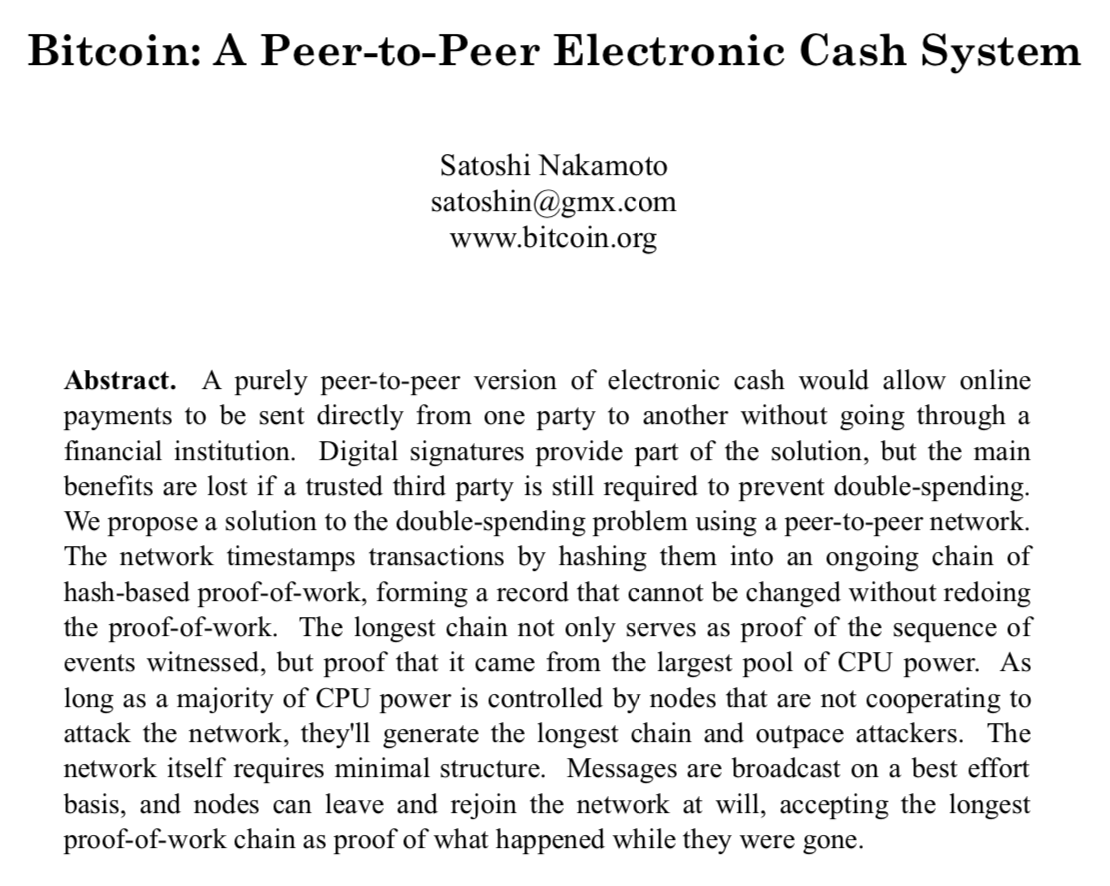 Bitcoin: A Peer-to-Peer Electronic Cash System
Satoshi Nakamoto
satoshin@gmx.com
www.bitcoin.org
Abstract. A purely peer-to-peer version of electronic cash would allow online
payments to be sent directly from one party to another without going through a
financial institution. Digital signatures provide part of the solution, but the main
benefits are lost if a trusted third party is still required to prevent double-spending.
We propose a solution to the double-spending problem using a peer-to-peer network.
The network timestamps transactions by hashing them into an ongoing chain of
hash-based proof-of-work, forming a record that cannot be changed without redoing
the proof-of-work. The longest chain not only serves as proof of the sequence of
events witnessed, but proof that it came from the largest pool of CPU power. As
long as a majority of CPU power is controlled by nodes that are not cooperating to
attack the network, they'll generate the longest chain and outpace attackers. The
network itself requires minimal structure. Messages are broadcast on a best effort
basis, and nodes can leave and rejoin the network at will, accepting the longest
proof-of-work chain as proof of what happened while they were gone.